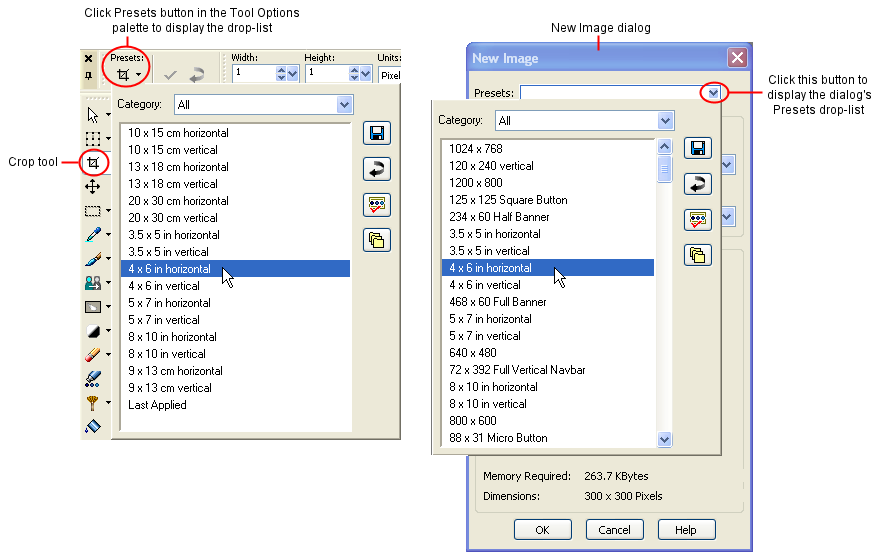 Click Presets button in the Tool Options
palette to display the drop-list
Presets:
Width:
Height:
Units:
1
1
Pixel
Category:
All
10 x 15 cm horizontal
10 x 15 cm vertical
13 x 18 cm horizontal
13 x 18 cm vertical
20 x 30 cm horizontal
20 x 30 cm vertical
3.5 x 5 in horizontal
3.5 x 5 in vertical
4 x 6 in horizontal
4 x 6 in vertical
5 x 7 in horizontal
5 x 7 in vertical
8 x 10 in horizontal
8 x 10 in vertical
9 x 13 cm horizontal
9 x 13 cm vertical
Last Applied
Crop tool
New Image dialog
New Image
Presets:
Click this button to
display the dialog's
Presets drop-list
Category:
All
1024 x 768
120 x 240 vertical
1200 x 800
125 x 125 Square Button
234 x 60 Half Banner
3.5 x 5 in horizontal
3.5 x 5 in vertical
4 x 6 in horizontal
4 x 6 in vertical
468 x 60 Full Banner
5 x 7 in horizontal
5 x 7 in vertical
640 x 480
72 x 392 Full Vertical Navbar
8 x 10 in horizontal
8 x 10 in vertical
800 x 600
88 x 31 Micro Button
Memory Required: 263.7 KBytes
Dimensions: 300 x 300 Pixels
OK
Cancel
Help